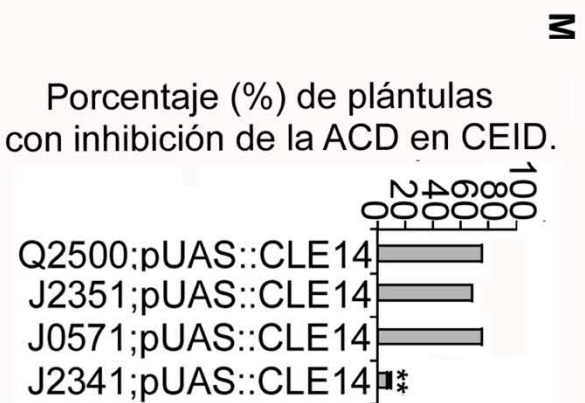 M
Porcentaje (%) de plántulas
con inhibición de la ACD en CEID.
0 20 40 60 80 100
Q2500;pUAS::CLE14
J2351;pUAS::CLE14
J0571;pUAS::CLE14
J2341;pUAS::CLE14 **